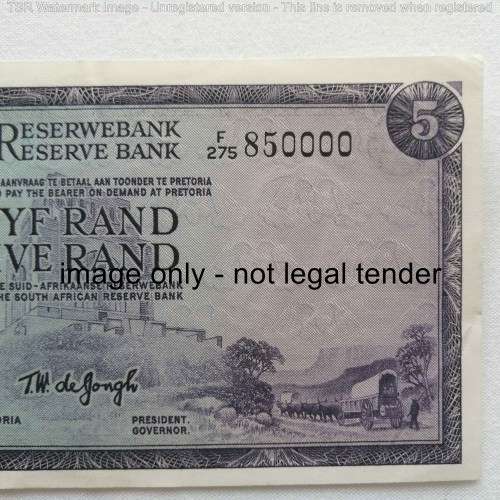 TSR Watermark Image - Unregistered version - This line is removed when registered
5
RESERWEBANK
RESERVE BANK
F/275 850000
AANVRAAG TE BETAAL AAN TOONDER TE PRETORIA
PAY THE BEARER ON DEMAND AT PRETORIA
YF RAND
VE RAND
image only - not legal tender
SUID-AFRIKAANSE RESERWEBANK
THE SOUTH AFRICAN RESERVE BANK
T.W. de Jongh
ORIA
PRESIDENT.
GOVERNOR.